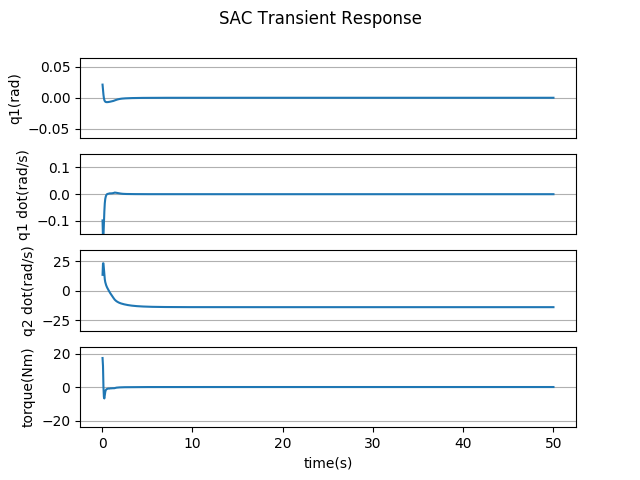 SAC Transient Response
0.05
0.00
−0.05
q1(rad)
0.1
0.0
−0.1
q1 dot(rad/s)
25
0
−25
q2 dot(rad/s)
20
0
−20
torque(Nm)
0 10 20 30 40 50
time(s)